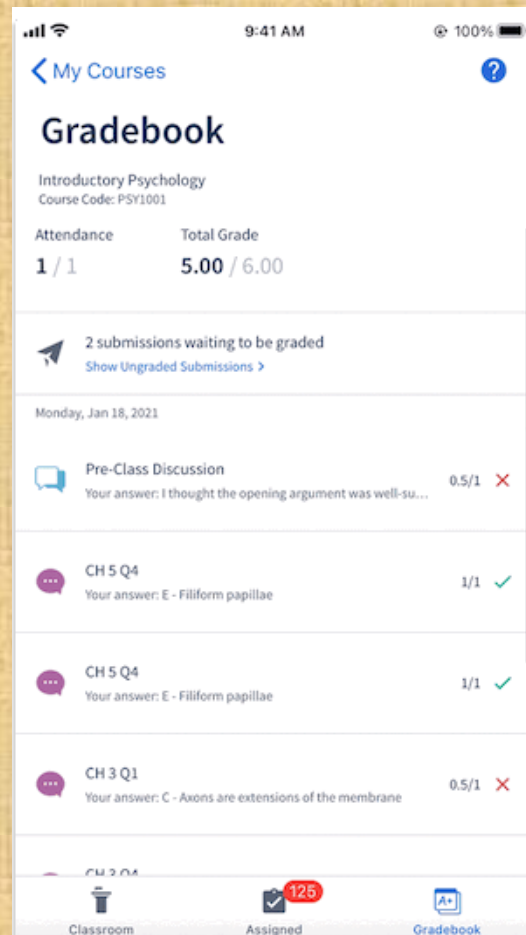 9:41 AM
100%
My Courses
?
Gradebook
Introductory Psychology
Course Code: PSY1001
Attendance
Total Grade
1 / 1
5.00 / 6.00
2 submissions waiting to be graded
Show Ungraded Submissions >
Monday, Jan 18, 2021
Pre-Class Discussion
Your answer: I thought the opening argument was well-su...
0.5/1
CH 5 Q4
Your answer: E - Filiform papillae
1/1
CH 5 Q4
Your answer: E - Filiform papillae
1/1
CH 3 Q1
Your answer: C - Axons are extensions of the membrane
0.5/1
CH 3 Q4
125
A+
Classroom
Assigned
Gradebook